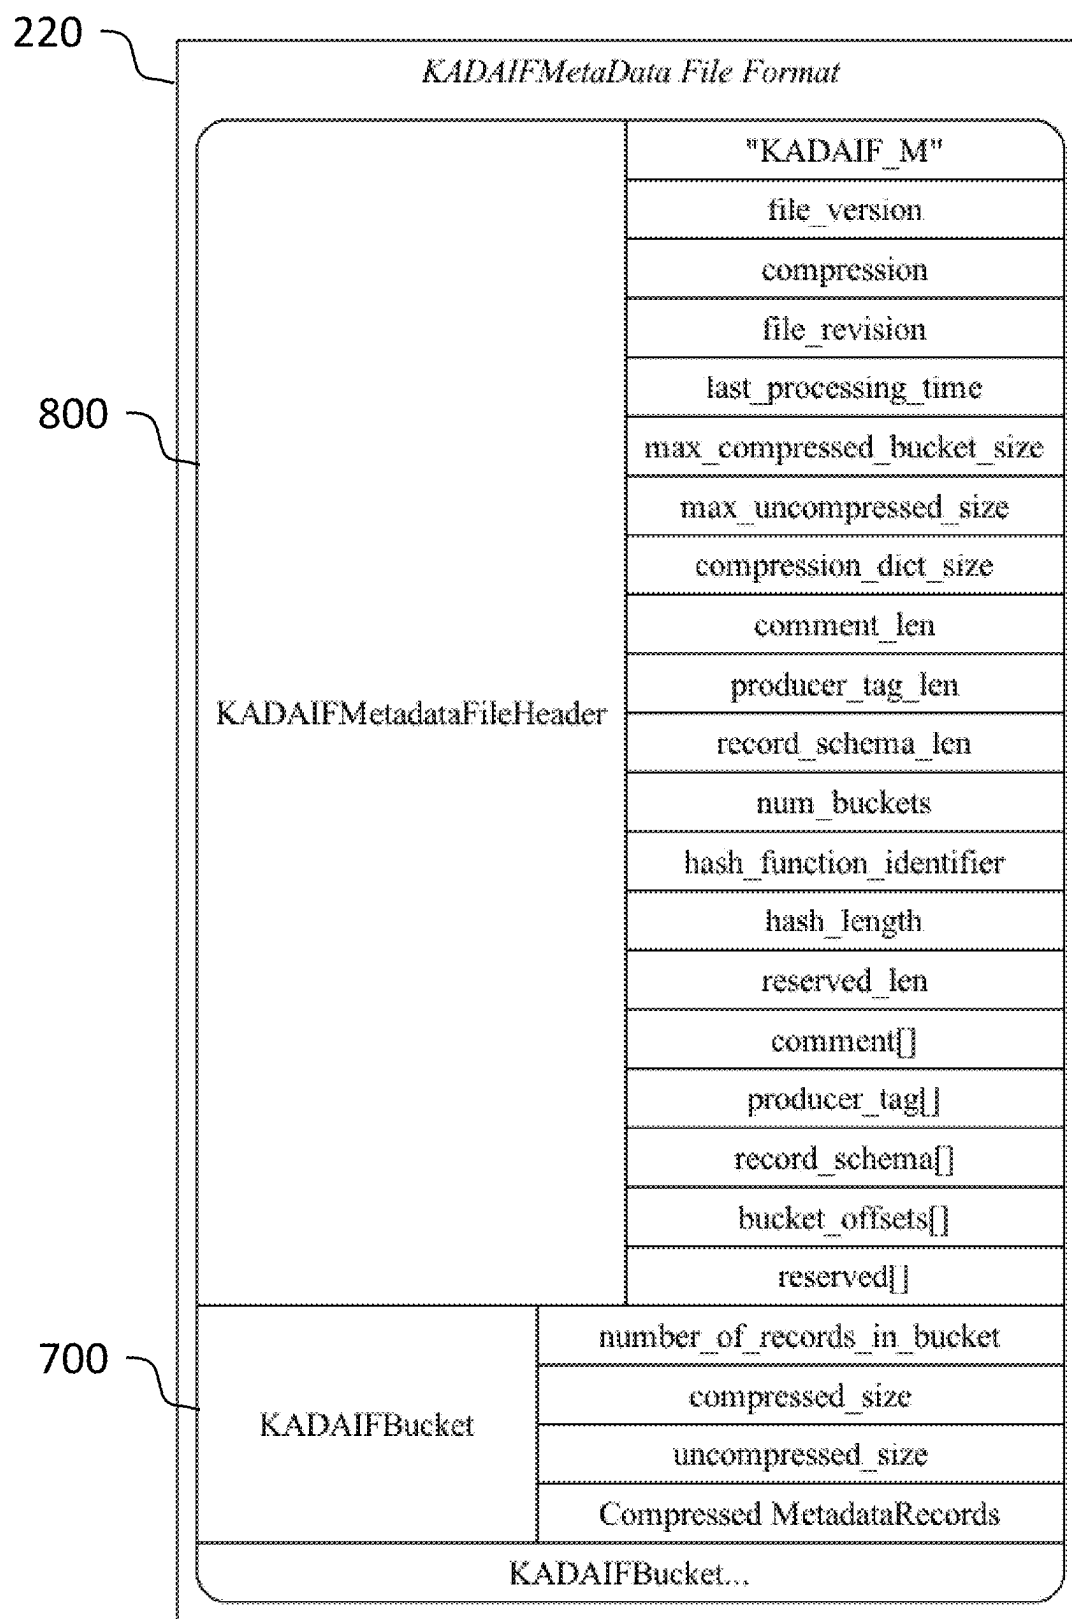 220
KADAIFMetaData File Format
"KADAIF_M"
file_version
compression
file_revision
last_processing_time
800
max_compressed_bucket_size
max_uncompressed_size
compression_dict_size
comment_len
producer_tag_len
KADAIFMetadataFileHeader
record_schema_len
num_buckets
hash_function_identifier
hash_length
reserved_len
comment[]
producer_tag[]
record_schema[]
bucket_offsets[]
reserved[]
700
KADAIFBucket
number_of_records_in_bucket
compressed_size
uncompressed_size
Compressed MetadataRecords
KADAIFBucket...